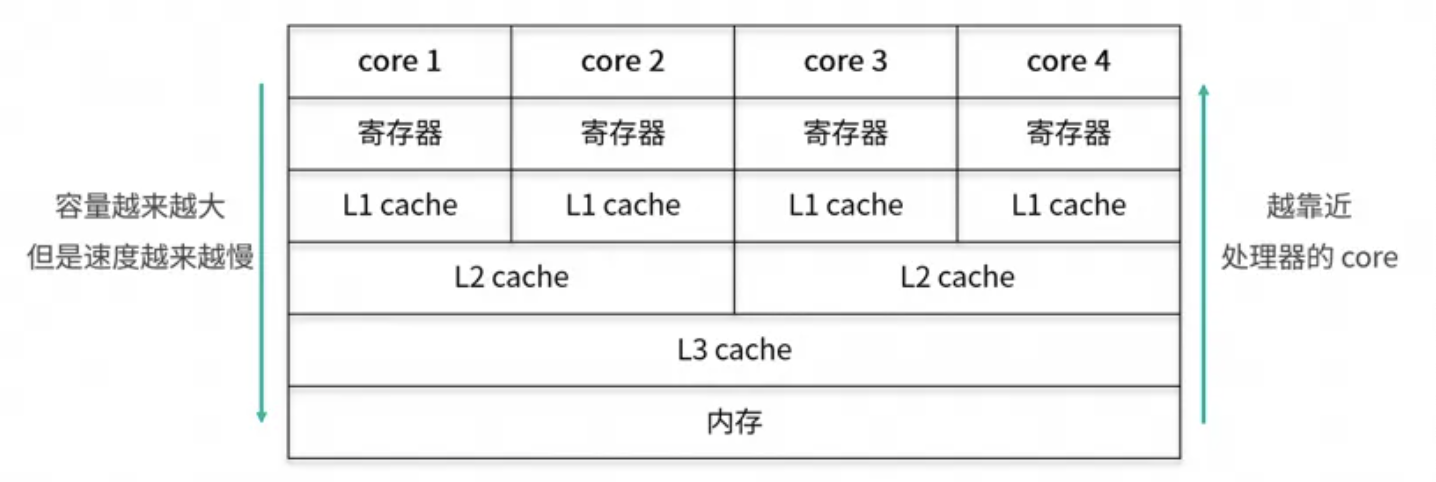 core 1 core 2 core 3 core 4
寄存器 寄存器 寄存器 寄存器
容量越来越大
但是速度越来越慢
L1 cache L1 cache L1 cache L1 cache
越靠近
处理器的 core
L2 cache L2 cache
L3 cache
内存